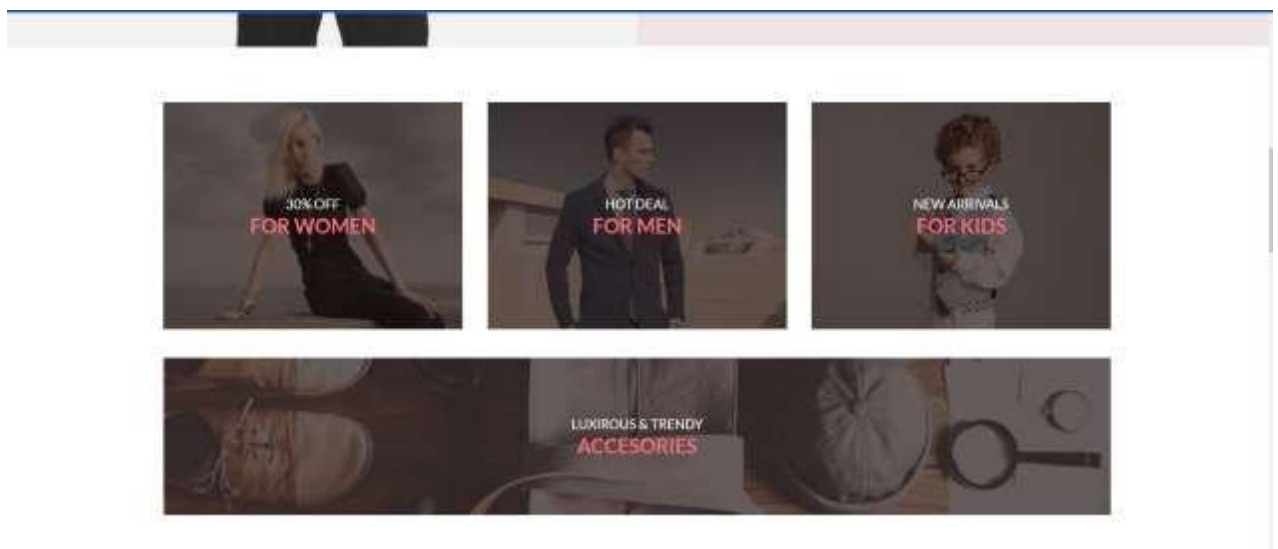 30% OFF
FOR WOMEN
HOT DEAL
FOR MEN
NEW ARRIVALS
FOR KIDS
LUXIROUS & TRENDY
ACCESORIES